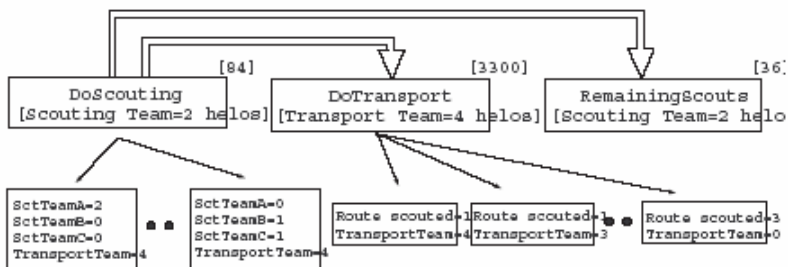 [84]
[3300]
[36]
DoScouting
[Scouting Team=2 helos]
DoTransport
[Transport Team=4 helos]
RemainingScouts
[Scouting Team=2 helo
SctTeamA=2
SctTeamB=0
SctTeamC=0
TransportTeam=4
SctTeamA=0
SctTeamB=1
SctTeamC=1
TransportTeam=4
Route scouted=1
TransportTeam=4
Route scouted=1
TransportTeam=3
Route scouted=3
TransportTeam=0